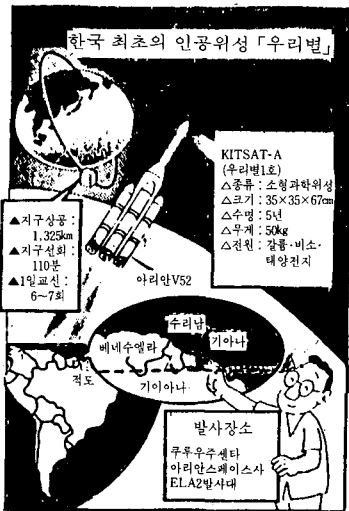 한국 최초의 인공위성「우리별」
KITSAT-A
(우리별1호)
△종류 : 소형과학위성
△크기 : 35×35×67cm
△수명 : 5년
△무게 : 50kg
△전원 : 갈륨·비소·
태양전지
▲지구상공 :
1,325km
▲지구선회 :
110분
▲1일교신 :
6~7회
아리안V52
수리남
베네수엘라
기아나
적도
기이아나
발사장소
쿠루우주센타
아리안스페이스사
ELA2발사대